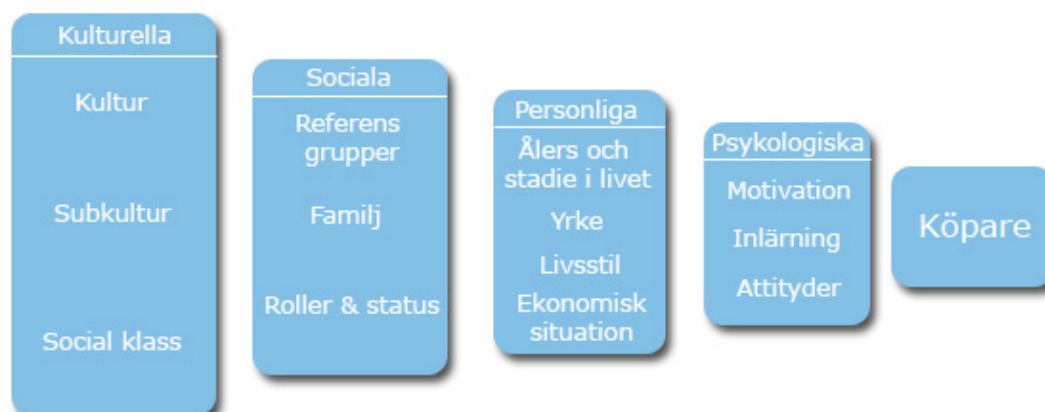 Kulturella
Kultur
Subkultur
Social klass
Sociala
Referens
grupper
Familj
Roller & status
Personliga
Ålers och
stadie i livet
Yrke
Livsstil
Ekonomisk
situation
Psykologiska
Motivation
Inlärning
Attityder
Köpare